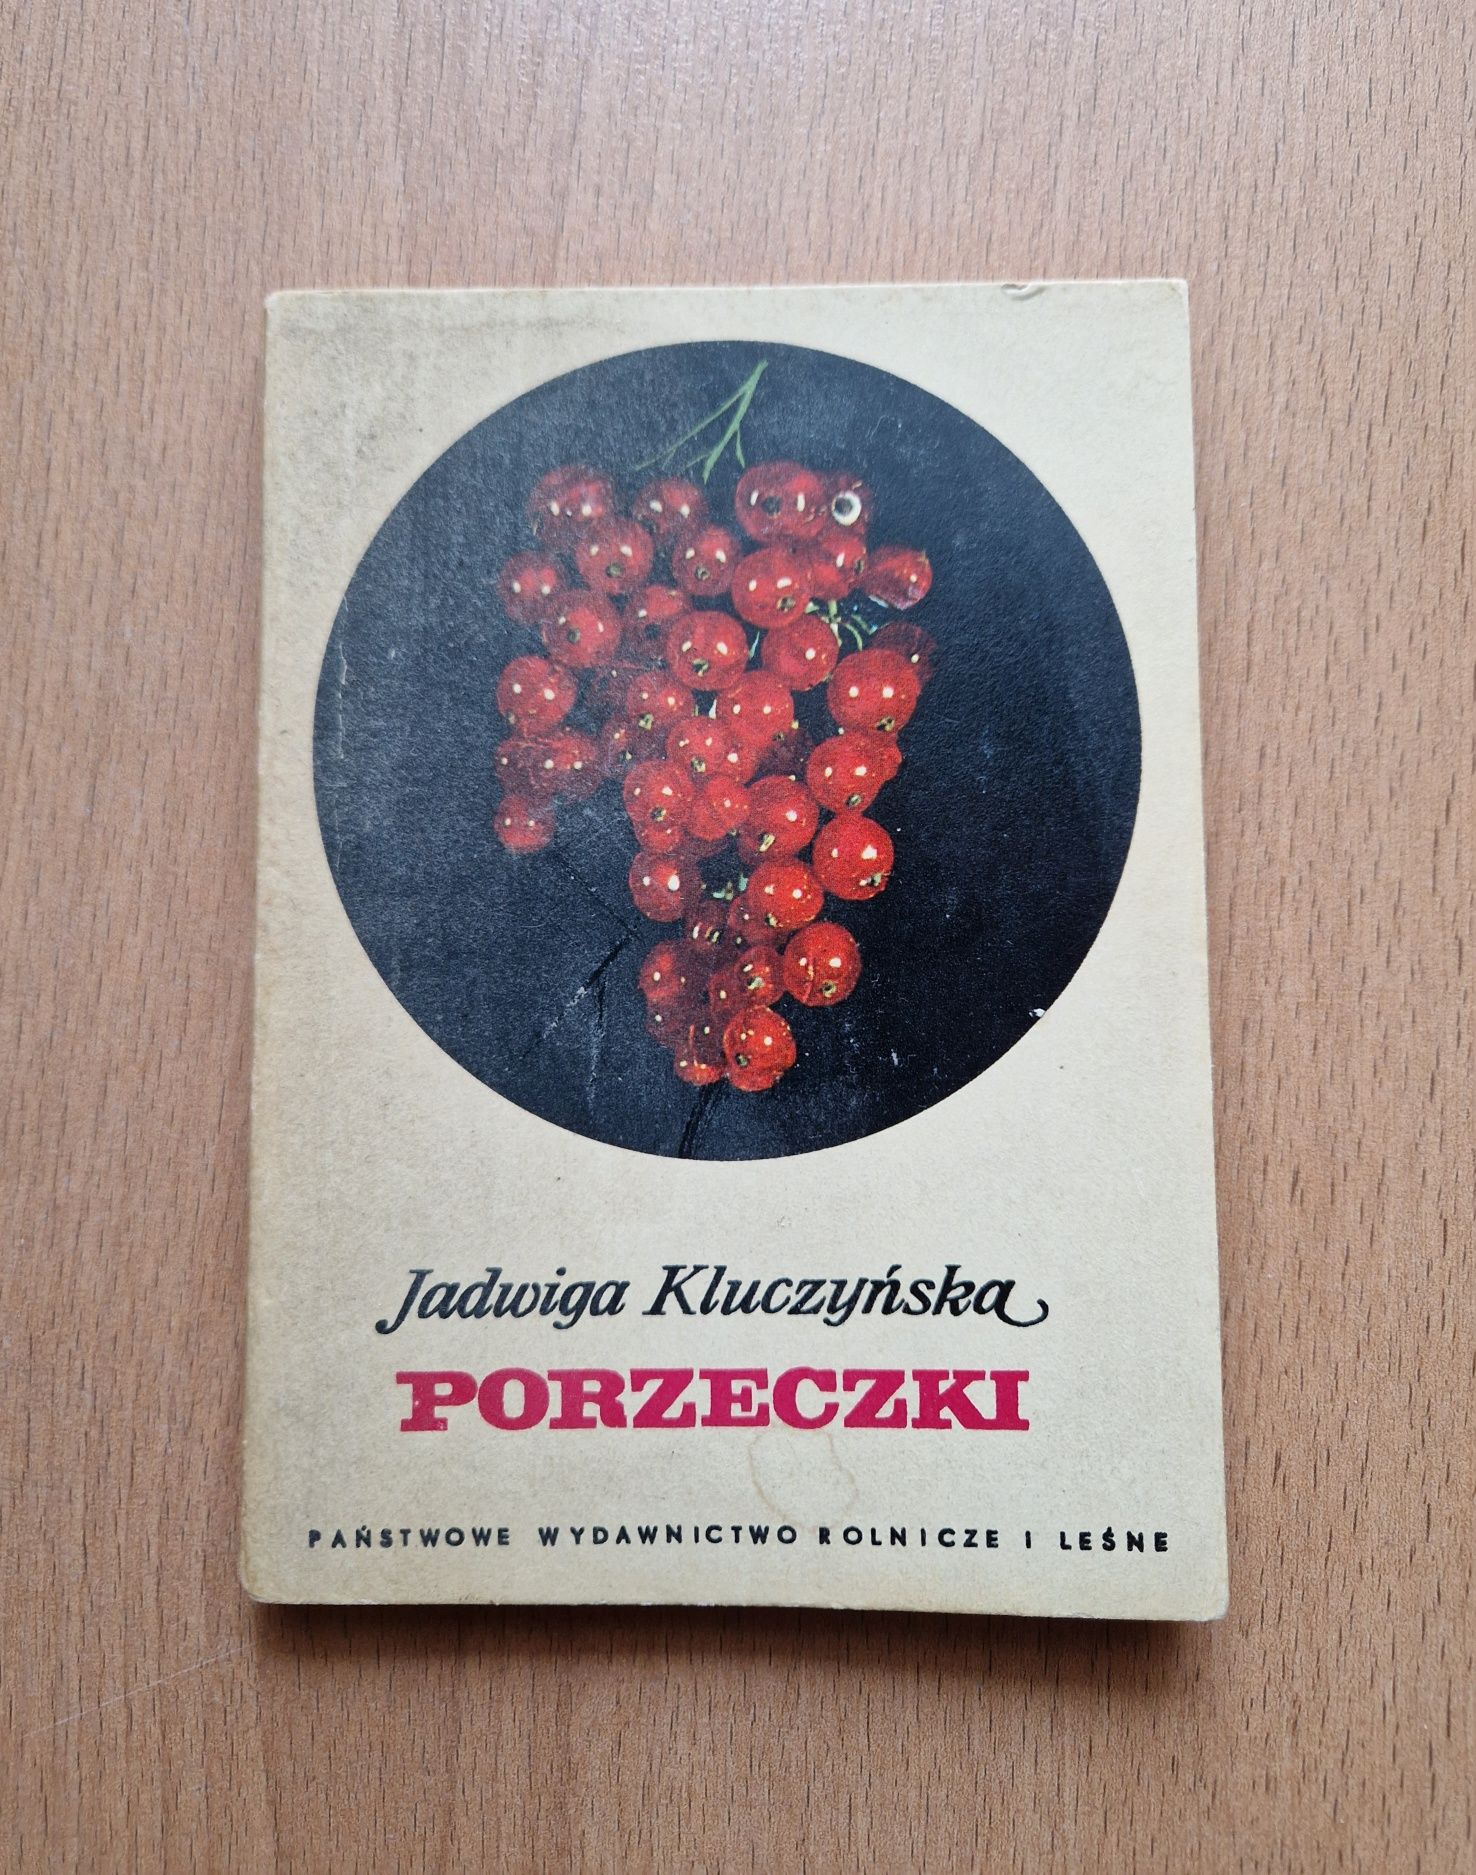 Jadwiga Kluczyńska
PORZECZKI
PAŃSTWOWE WYDAWNICTWO ROLNICZE I LEŚNE